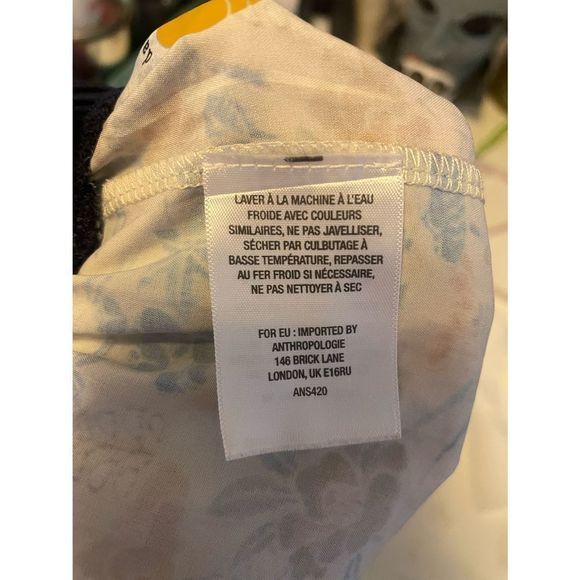 ep
LAVER À LA MACHINE À L'EAU
FROIDE AVEC COULEURS
SIMILAIRES, NE PAS JAVELLISER,
SÉCHER PAR CULBUTAGE À
BASSE TEMPÉRATURE, REPASSER
AU FER FROID SI NÉCESSAIRE,
NE PAS NETTOYER À SEC
FOR EU : IMPORTED BY
ANTHROPOLOGIE
146 BRICK LANE
LONDON, UK E16RU
ANS420